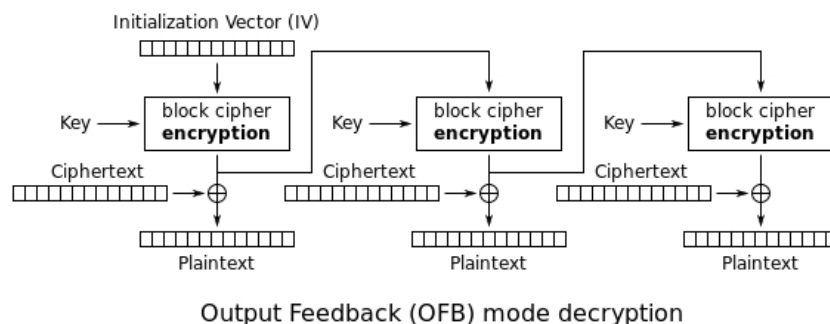 Initialization Vector (IV)
block cipher
encryption
block cipher
encryption
block cipher
encryption
Key
Key
Key
Ciphertext
Ciphertext
Ciphertext
Plaintext
Plaintext
Plaintext
Output Feedback (OFB) mode decryption